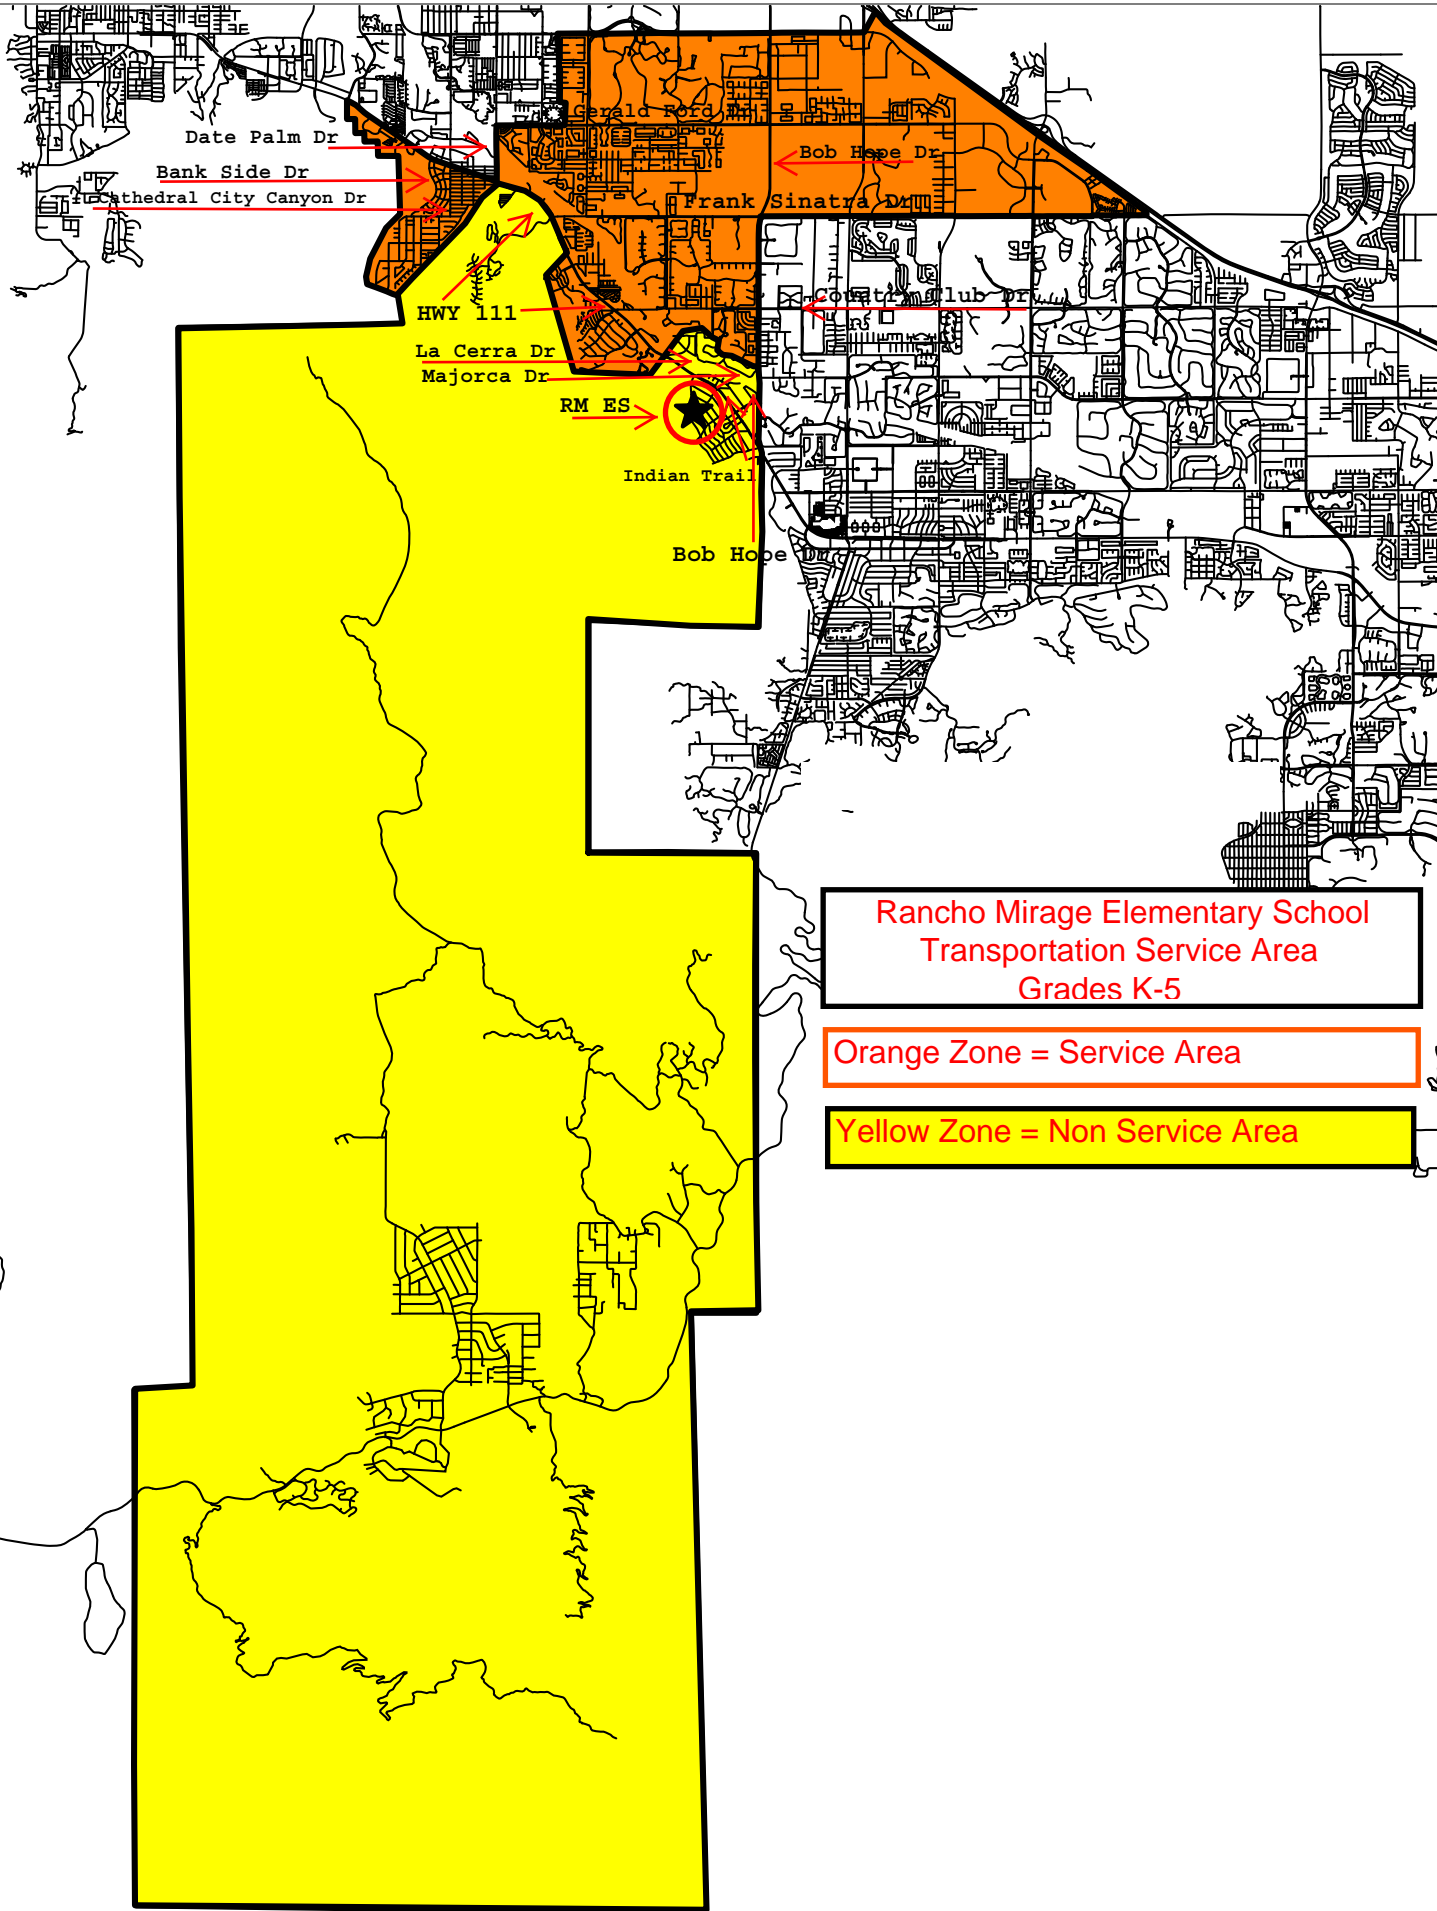 Gerald Ford Dr
Date Palm Dr
Bob Hope Dr
Bank Side Dr
Cathedral City Canyon Dr
Frank Sinatra Dr
Country Club Dr
HWY 111
La Cerra Dr
Majorca Dr
RM ES
Indian Trail
Bob Hope Dr
Rancho Mirage Elementary School
Transportation Service Area
Grades K-5
Orange Zone = Service Area
Yellow Zone = Non Service Area